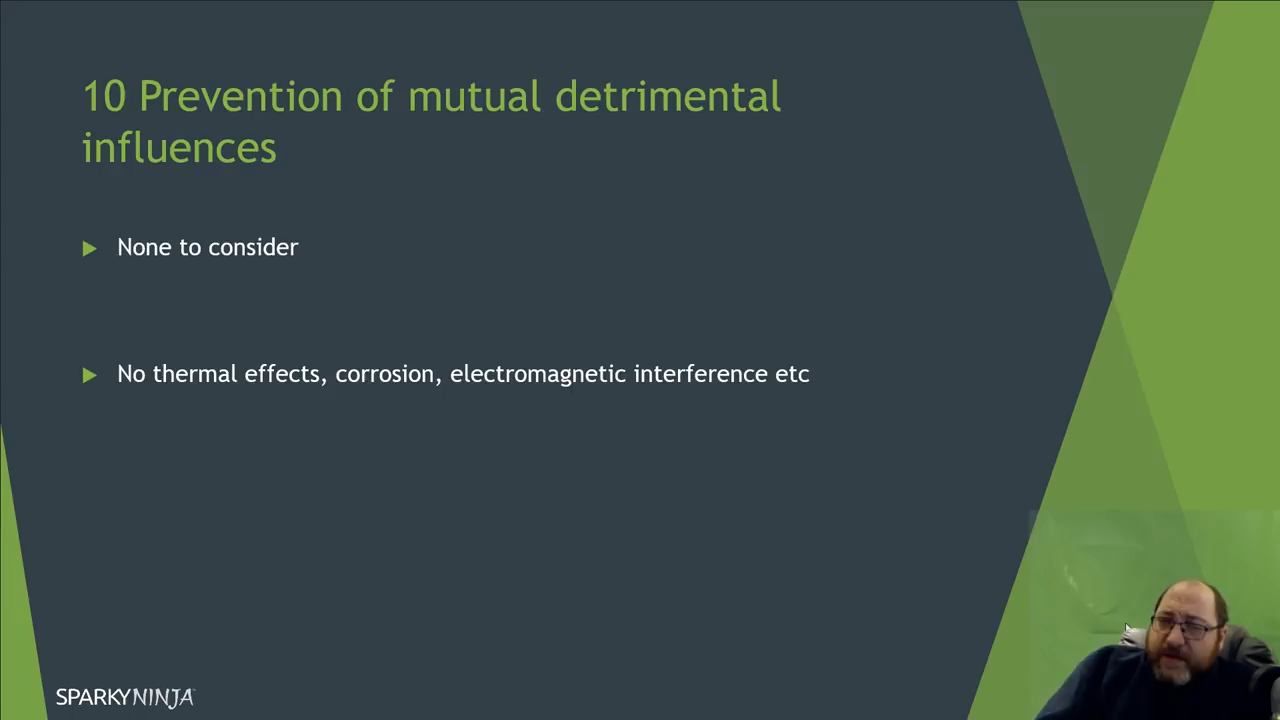 10 Prevention of mutual detrimental
influences
None to consider
No thermal effects, corrosion, electromagnetic interference etc
SPARKYNINJA